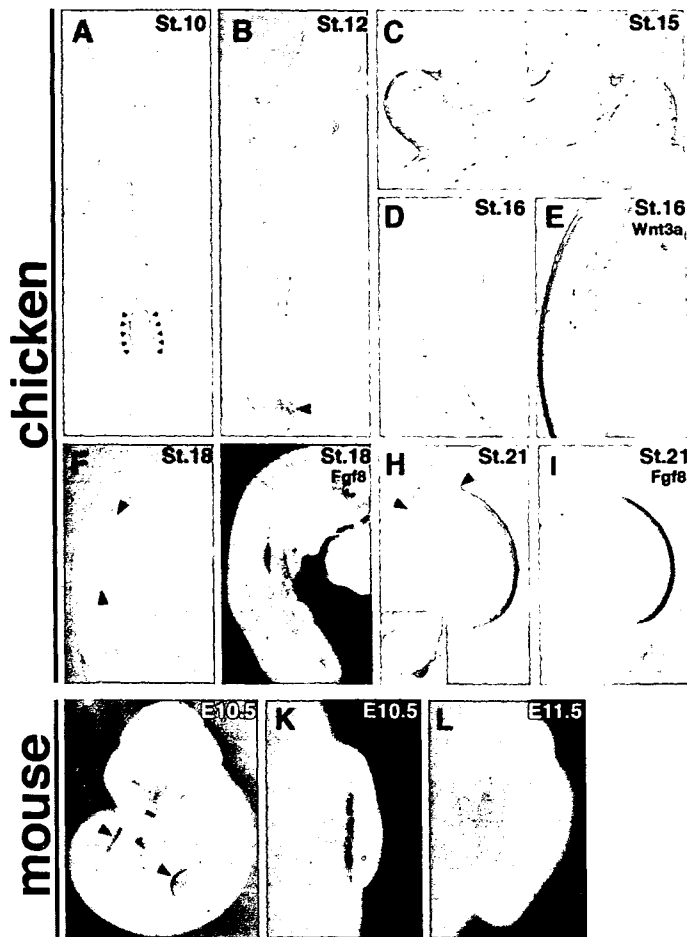 A St.10
B St.12
C St.15
D St.16
E St.16
Wnt3a
chicken
F St.18
St.18
Fgf8
H St.21
I St.21
Fgf8
mouse
E10.5
K E10.5
L E11.5